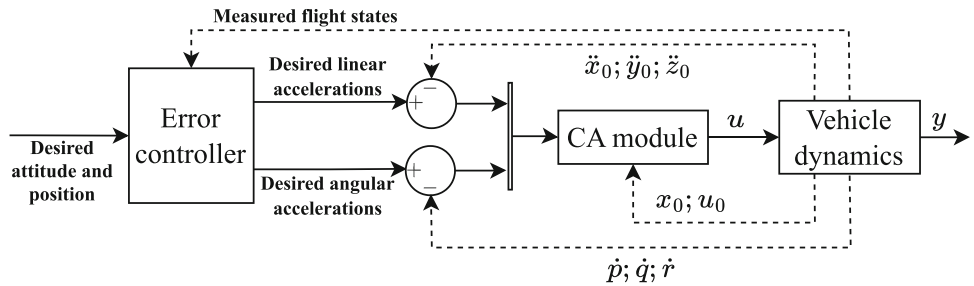 Measured flight states
Desired linear
accelerations
ẍ₀; ÿ₀; z̈₀
−
+
Error
controller
CA module
u
Vehicle
dynamics
y
Desired
attitude and
position
+
−
Desired angular
accelerations
x₀; u₀
ṗ; q̇; ṙ